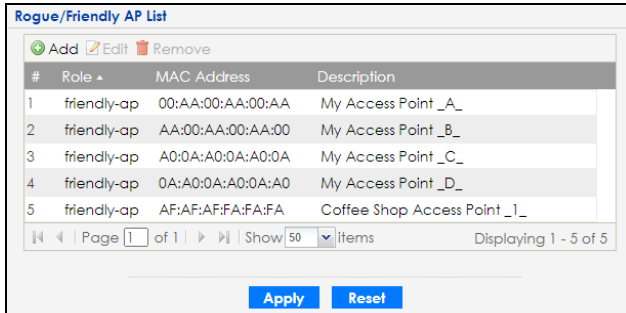 Rogue/Friendly AP List
Add Edit Remove
# Role MAC Address Description
1 friendly-ap 00:AA:00:AA:00:AA My Access Point _A_
2 friendly-ap AA:00:AA:00:AA:00 My Access Point _B_
3 friendly-ap A0:0A:A0:0A:A0:0A My Access Point _C_
4 friendly-ap 0A:A0:0A:A0:0A:A0 My Access Point _D_
5 friendly-ap AF:AF:AF:FA:FA:FA Coffee Shop Access Point _1_
Page 1 of 1 Show 50 items Displaying 1 - 5 of 5
Apply Reset